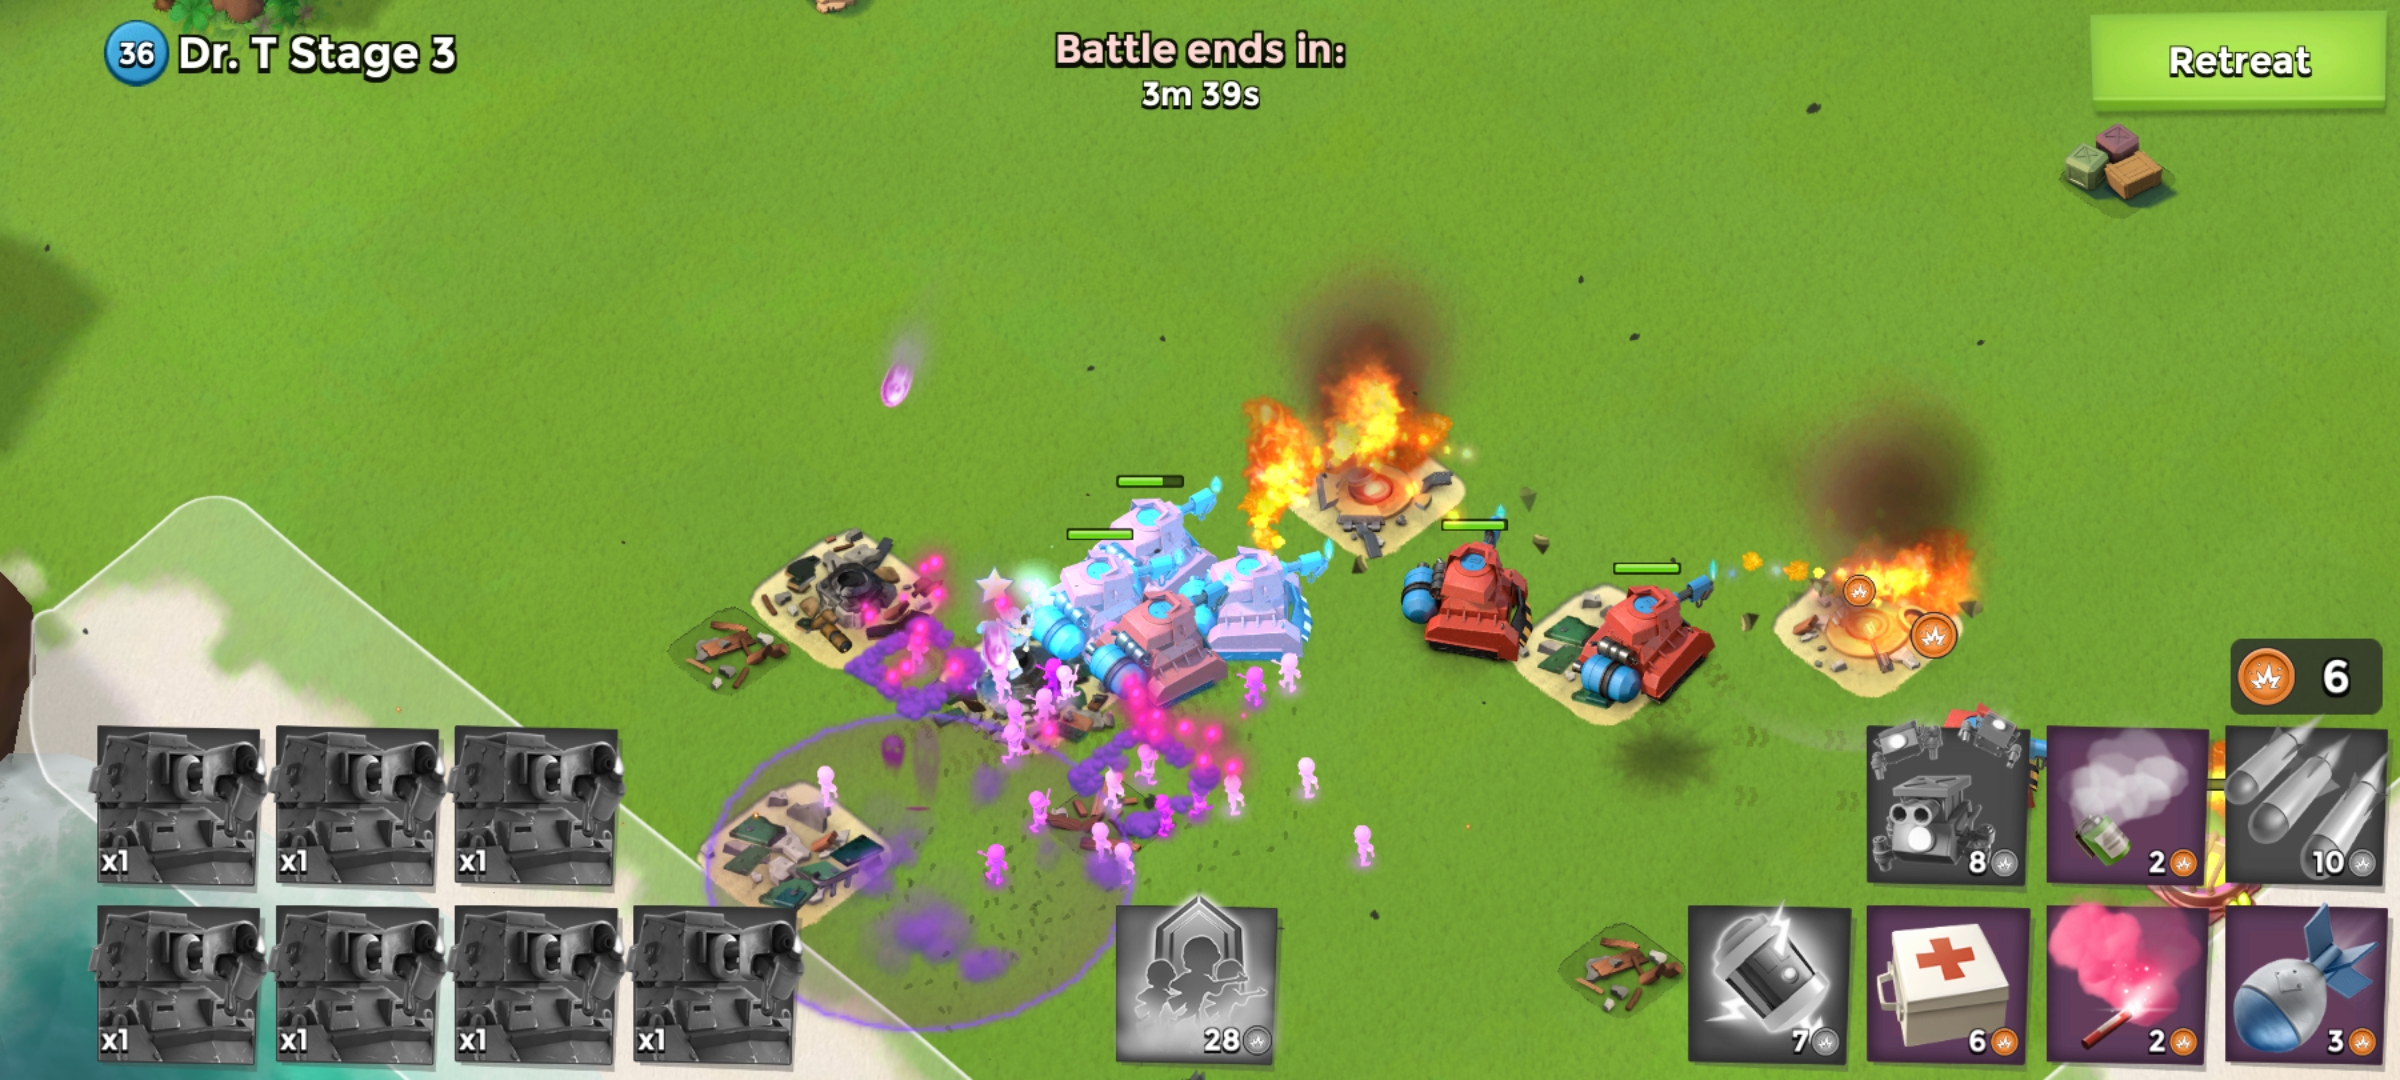 36 Dr. T Stage 3
Battle ends in:
3m 39s
Retreat
6
x1 x1 x1
8 2 10
x1 x1 x1 x1
28 7 6 2 3